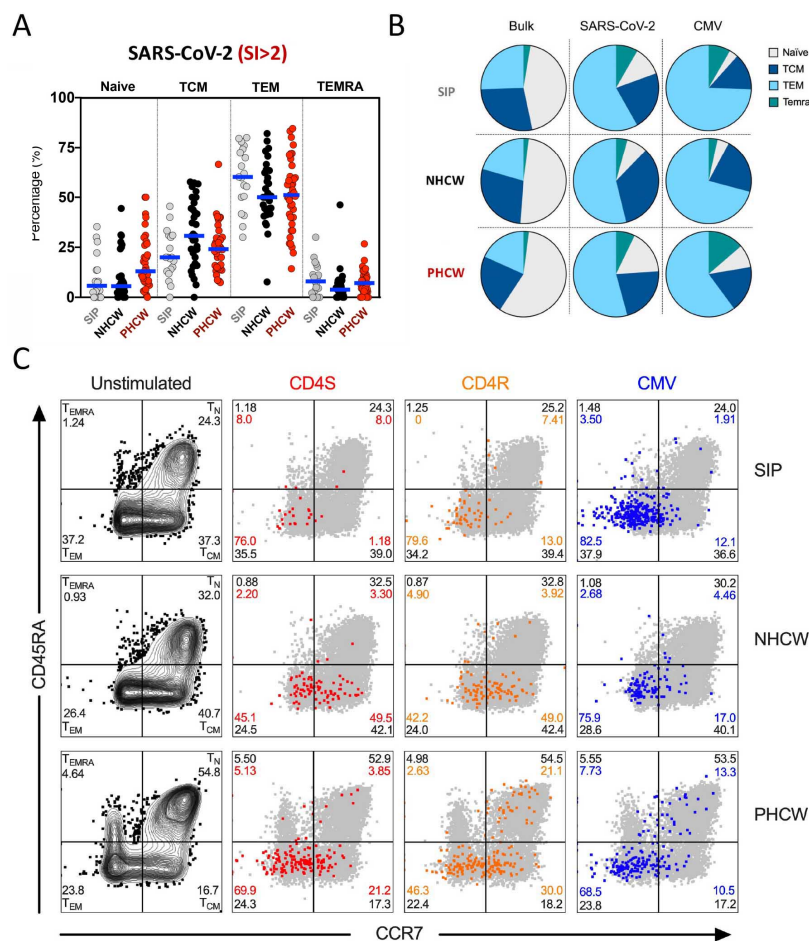 A
SARS-CoV-2 (SI>2)
Naive TCM TEM TEMRA
Percentage (%)
100
75
50
25
0
SIP NHCW PHCW SIP NHCW PHCW SIP NHCW PHCW SIP NHCW PHCW
B
Bulk SARS-CoV-2 CMV
SIP
NHCW
PHCW
Naïve
TCM
TEM
Temra
C
Unstimulated CD4S CD4R CMV
TEMRA TN
1.24 24.3
37.2 37.3
TEM TCM
1.18 24.3
8.0 8.0
76.0 1.18
35.5 39.0
1.25 25.2
0 7.41
79.6 13.0
34.2 39.4
1.48 24.0
3.50 1.91
82.5 12.1
37.9 36.6
SIP
TEMRA TN
0.93 32.0
26.4 40.7
TEM TCM
0.88 32.5
2.20 3.30
45.1 49.5
24.5 42.1
0.87 32.8
4.90 3.92
42.2 49.0
24.0 42.4
1.08 30.2
2.68 4.46
75.9 17.0
28.6 40.1
NHCW
TEMRA TN
4.64 54.8
23.8 16.7
TEM TCM
5.50 52.9
5.13 3.85
69.9 21.2
24.3 17.3
4.98 54.5
2.63 21.1
46.3 30.0
22.4 18.2
5.55 53.5
7.73 13.3
68.5 10.5
23.8 17.2
PHCW
CD45RA
CCR7